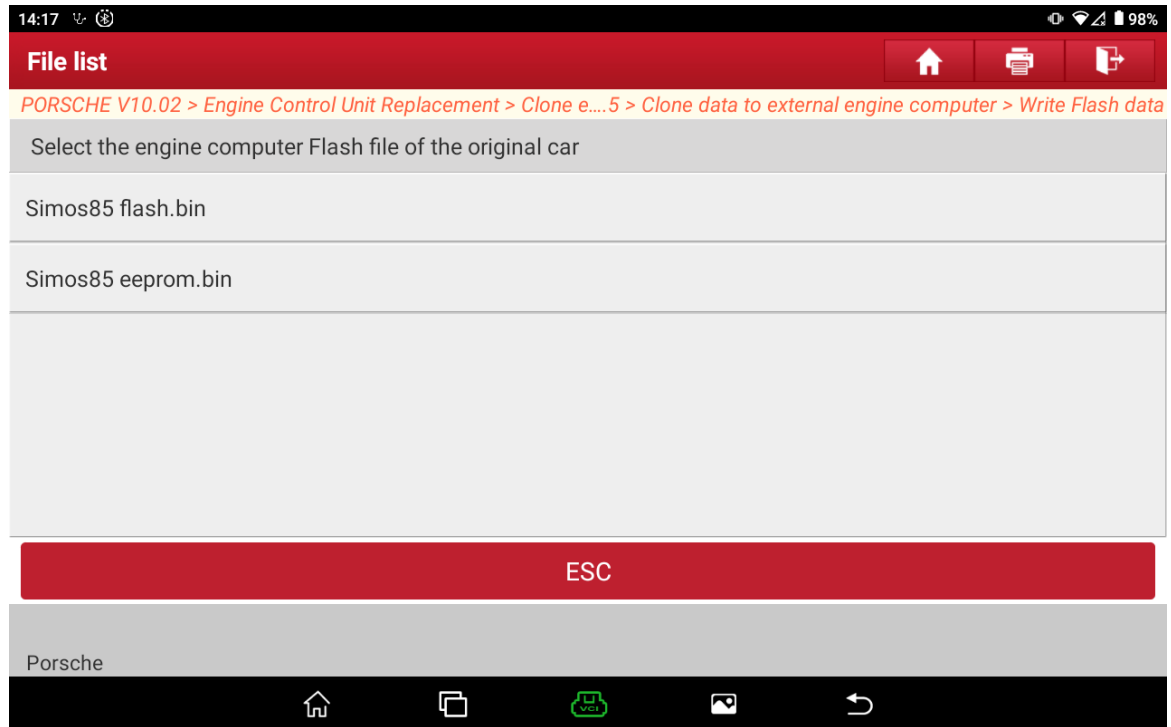 14:17 98%
File list
PORSCHE V10.02 > Engine Control Unit Replacement > Clone e....5 > Clone data to external engine computer > Write Flash data
Select the engine computer Flash file of the original car
Simos85 flash.bin
Simos85 eeprom.bin
ESC
Porsche
VCI